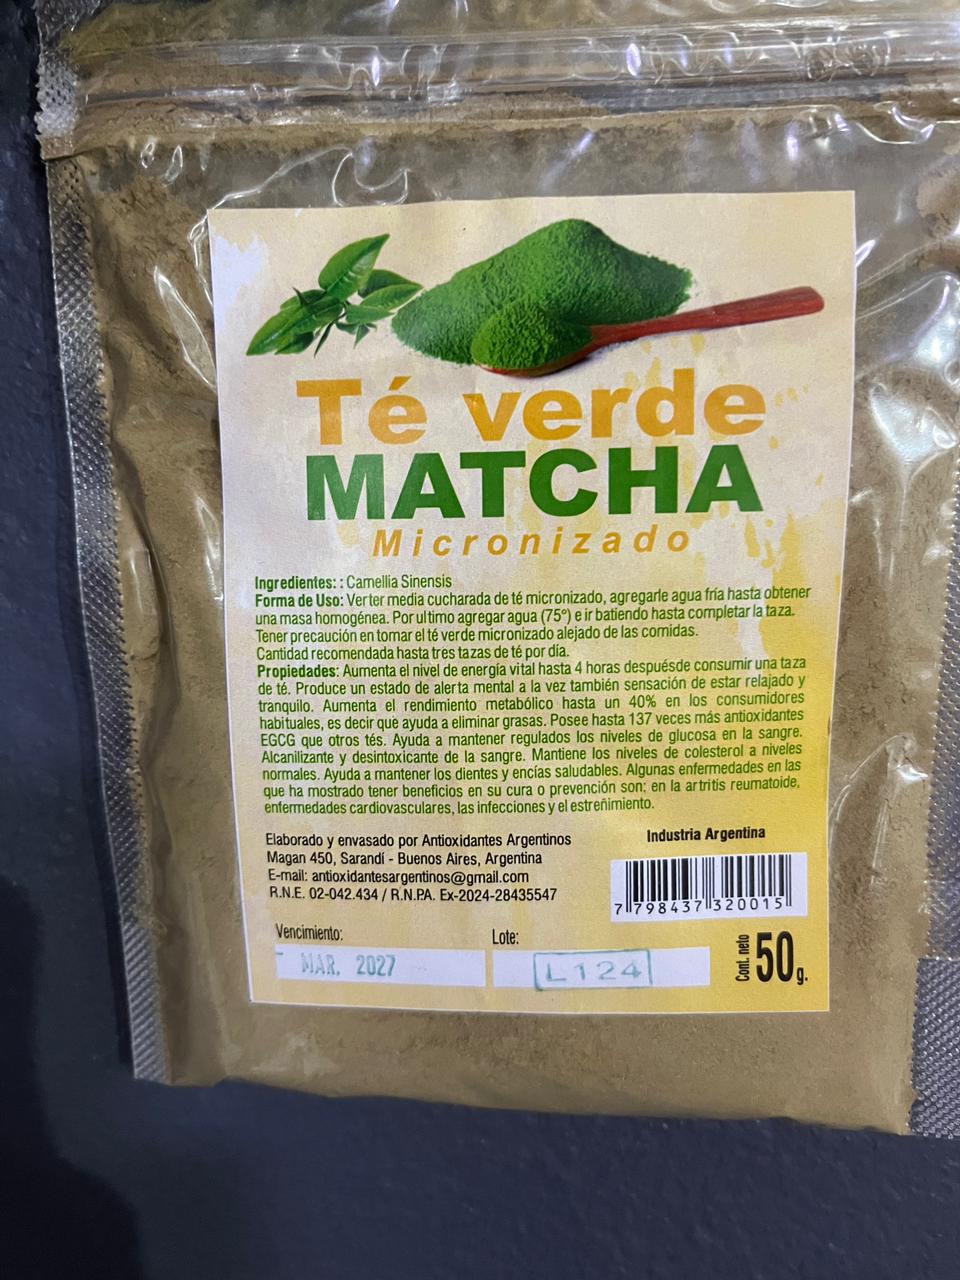 Té verde
MATCHA
Micronizado
Ingredientes: : Camellia Sinensis
Forma de Uso: Verter media cucharada de té micronizado, agregarle agua fría hasta obtener
una masa homogénea. Por ultimo agregar agua (75°) e ir batiendo hasta completar la taza.
Tener precaución en tomar el té verde micronizado alejado de las comidas.
Cantidad recomendada hasta tres tazas de té por día.
Propiedades: Aumenta el nivel de energía vital hasta 4 horas despuésde consumir una taza
de té. Produce un estado de alerta mental a la vez también sensación de estar relajado y
tranquilo. Aumenta el rendimiento metabólico hasta un 40% en los consumidores
habituales, es decir que ayuda a eliminar grasas. Posee hasta 137 veces más antioxidantes
EGCG que otros tés. Ayuda a mantener regulados los niveles de glucosa en la sangre.
Alcanilizante y desintoxicante de la sangre. Mantiene los niveles de colesterol a niveles
normales. Ayuda a mantener los dientes y encías saludables. Algunas enfermedades en las
que ha mostrado tener beneficios en su cura o prevención son; en la artritis reumatoide,
enfermedades cardiovasculares, las infecciones y el estreñimiento.
Elaborado y envasado por Antioxidantes Argentinos
Magan 450, Sarandí - Buenos Aires, Argentina
E-mail: antioxidantesargentinos@gmail.com
R.N.E. 02-042.434 / R.N.P.A. Ex-2024-28435547
Industria Argentina
7 798437 320015
Vencimiento:
MAR. 2027
Lote:
L124
Cont. neto
50g.